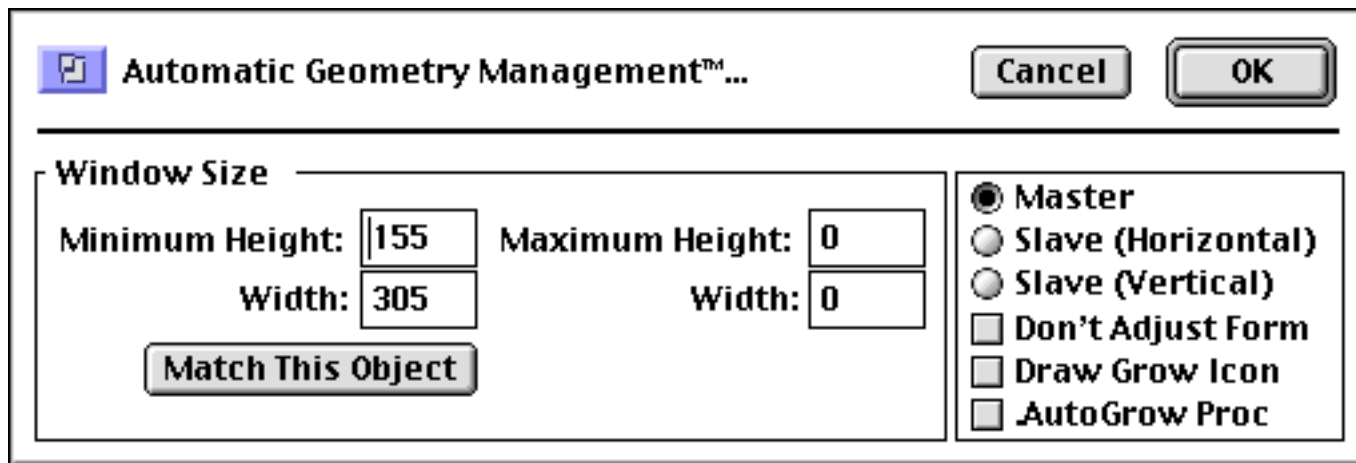 Automatic Geometry Management™...
Cancel
OK
Window Size
Minimum Height: 155
Maximum Height: 0
Width: 305
Width: 0
Match This Object
Master
Slave (Horizontal)
Slave (Vertical)
Don't Adjust Form
Draw Grow Icon
.AutoGrow Proc